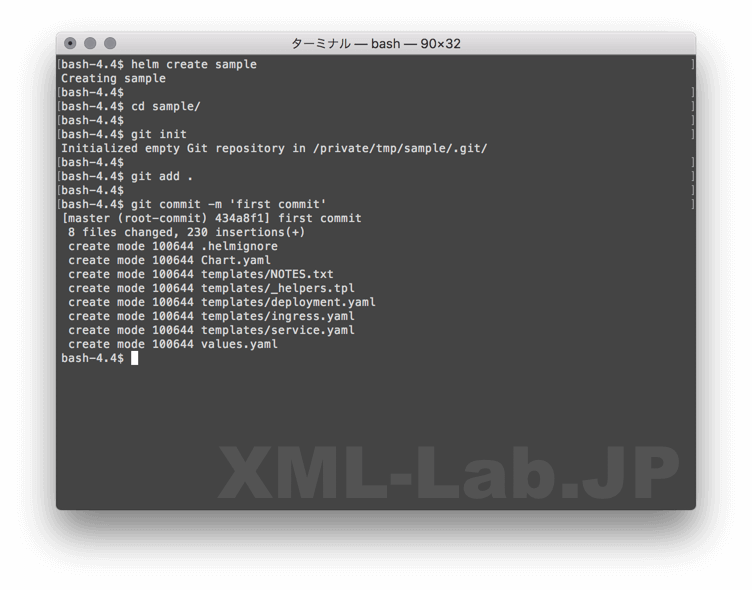 ターミナル — bash — 90×32
[bash-4.4$ helm create sample ]
Creating sample
[bash-4.4$ ]
[bash-4.4$ cd sample/ ]
[bash-4.4$ ]
[bash-4.4$ git init ]
Initialized empty Git repository in /private/tmp/sample/.git/
[bash-4.4$ ]
[bash-4.4$ git add . ]
[bash-4.4$ ]
[bash-4.4$ git commit -m 'first commit' ]
[master (root-commit) 434a8f1] first commit
 8 files changed, 230 insertions(+)
 create mode 100644 .helmignore
 create mode 100644 Chart.yaml
 create mode 100644 templates/NOTES.txt
 create mode 100644 templates/_helpers.tpl
 create mode 100644 templates/deployment.yaml
 create mode 100644 templates/ingress.yaml
 create mode 100644 templates/service.yaml
 create mode 100644 values.yaml
bash-4.4$
XML-Lab.JP